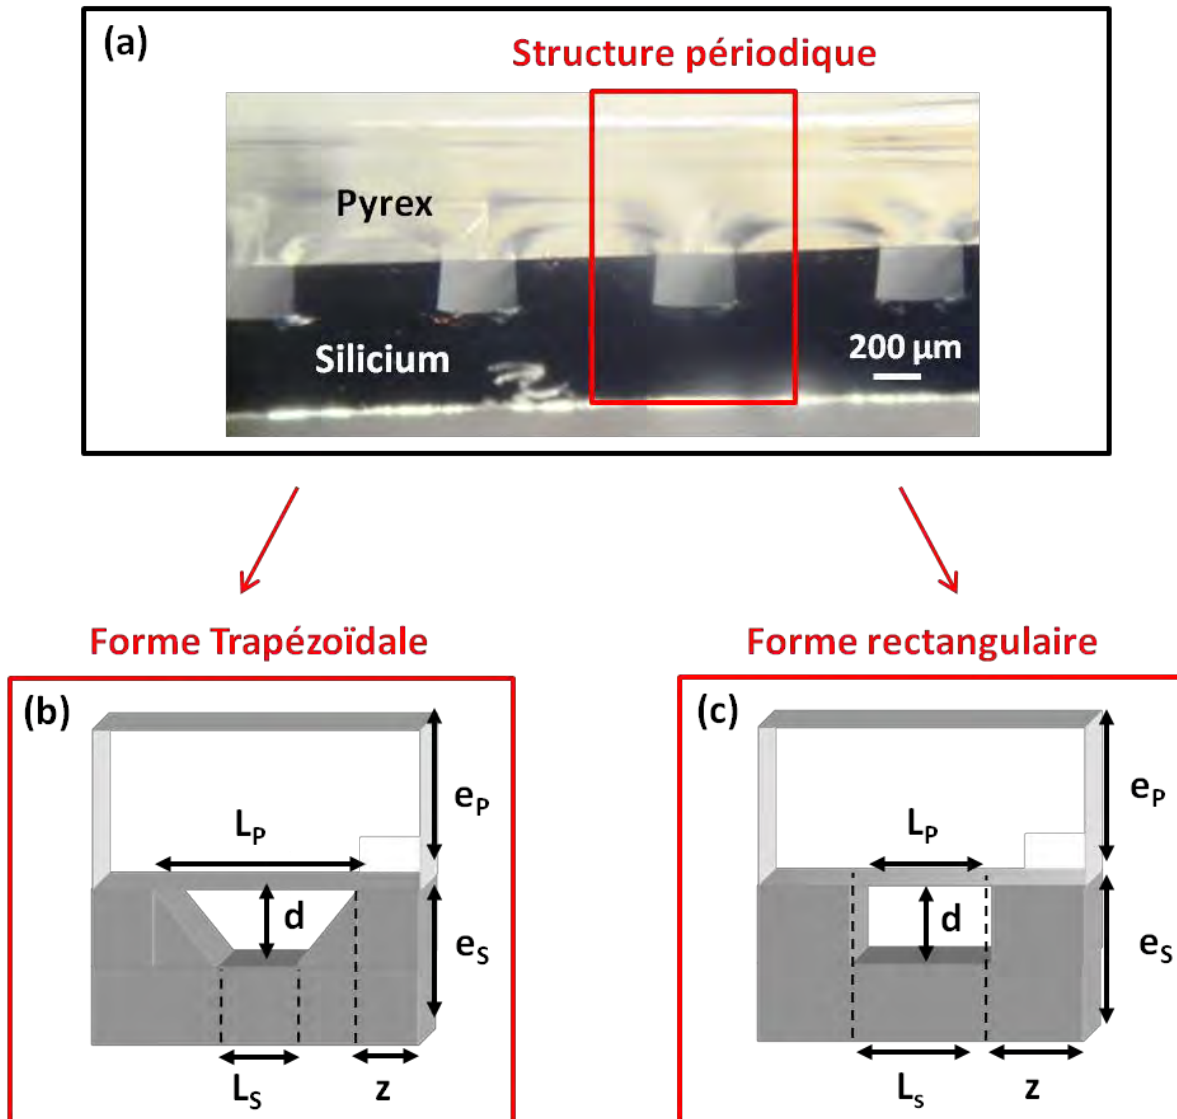 (a)
Structure périodique
Pyrex
Silicium
200 µm
Forme Trapézoïdale
Forme rectangulaire
(b)
eP
LP
d
eS
LS
z
(c)
eP
LP
d
eS
Ls
z